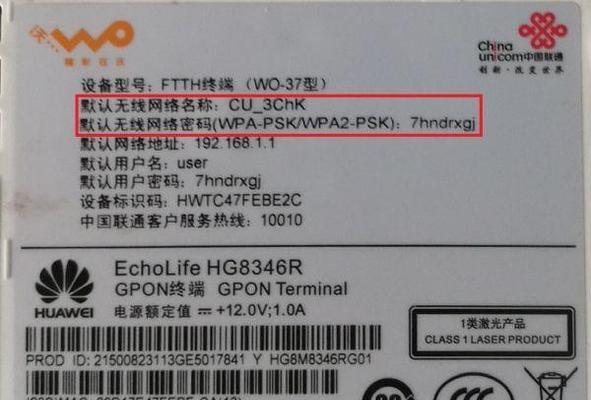 沃...
WO
精彩在沃
China
unicom中国联通
创新·改变世界
设备型号: FTTH终端 (WO-37型)
默认无线网络名称: CU_3ChK
默认无线网络密码(WPA-PSK/WPA2-PSK): 7hndrxgj
默认网络地址: 192.168.1.1
默认用户名: user
默认用户密码: 7hndrxgj
设备标识码: HWTC47FEBE2C
中国联通客户服务热线: 10010
HUAWEI
EchoLife HG8346R
GPON终端 GPON Terminal
电源额定值 +12.0V; 1.0A
1类激光产品
CLASS 1 LASER PRODUCT
PROD ID: 21500823113GE5017841 Y HG8M8346RG01